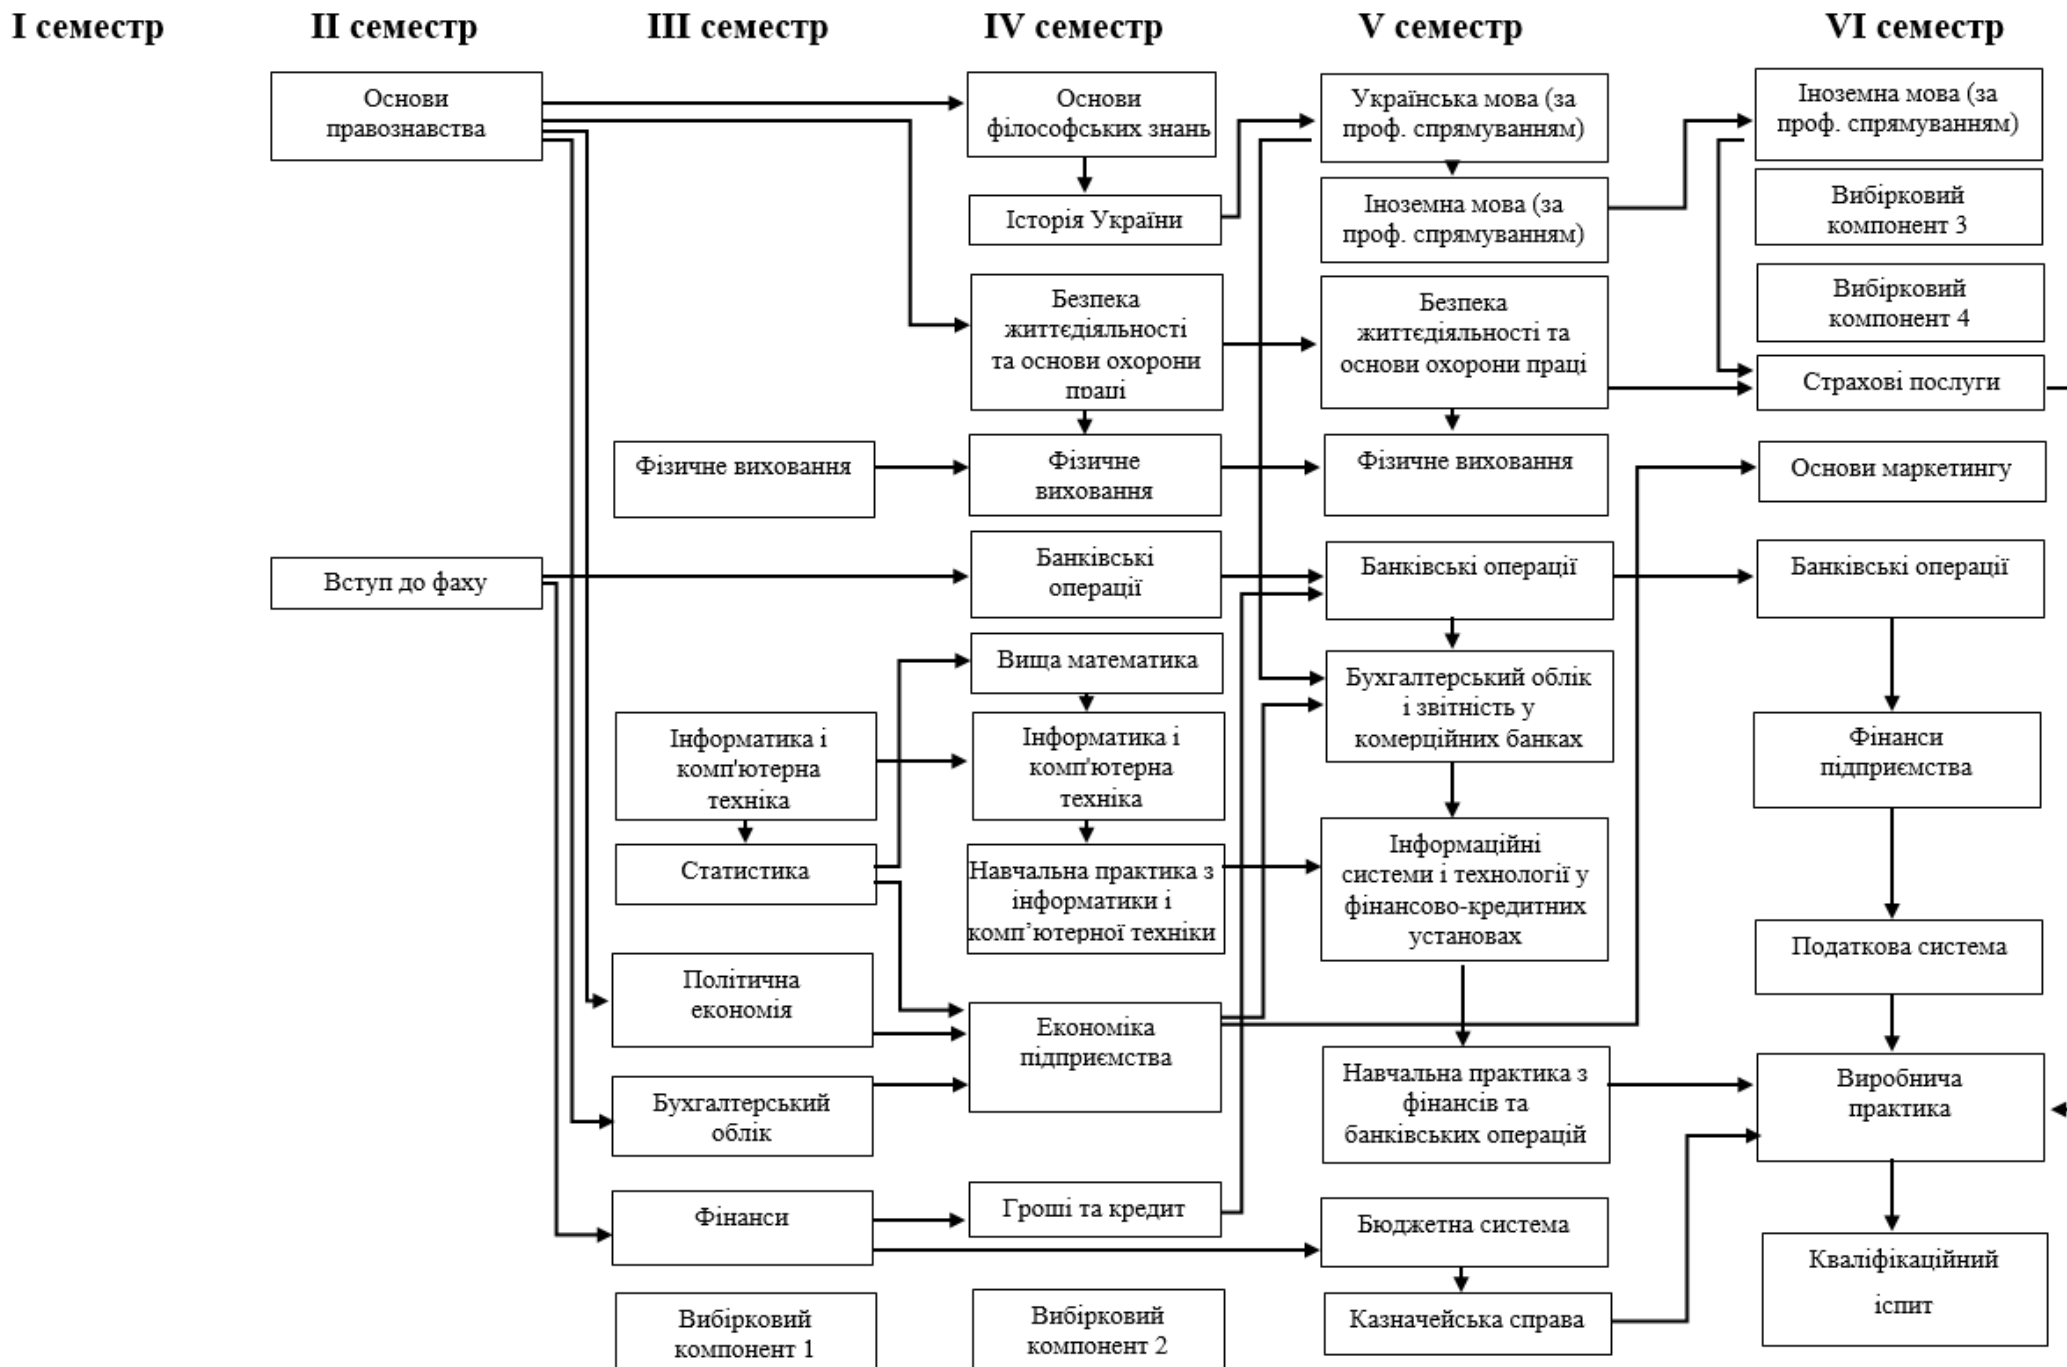 I семестр
II семестр
III семестр
IV семестр
V семестр
VI семестр
Основи
правознавства
Вступ до фаху
Фізичне виховання
Інформатика і
комп'ютерна
техніка
Статистика
Політична
економія
Бухгалтерський
облік
Фінанси
Вибірковий
компонент 1
Основи
філософських знань
Історія України
Безпека
життєдіяльності
та основи охорони
праці
Фізичне
виховання
Банківські
операції
Вища математика
Інформатика і
комп'ютерна
техніка
Навчальна практика з
інформатики і
комп’ютерної техніки
Економіка
підприємства
Гроші та кредит
Вибірковий
компонент 2
Українська мова (за
проф. спрямуванням)
Іноземна мова (за
проф. спрямуванням)
Безпека
життєдіяльності та
основи охорони праці
Фізичне виховання
Банківські операції
Бухгалтерський облік
і звітність у
комерційних банках
Інформаційні
системи і технології у
фінансово-кредитних
установах
Навчальна практика з
фінансів та
банківських операцій
Бюджетна система
Казначейська справа
Іноземна мова (за
проф. спрямуванням)
Вибірковий
компонент 3
Вибірковий
компонент 4
Страхові послуги
Основи маркетингу
Банківські операції
Фінанси
підприємства
Податкова система
Виробнича
практика
Кваліфікаційний
іспит